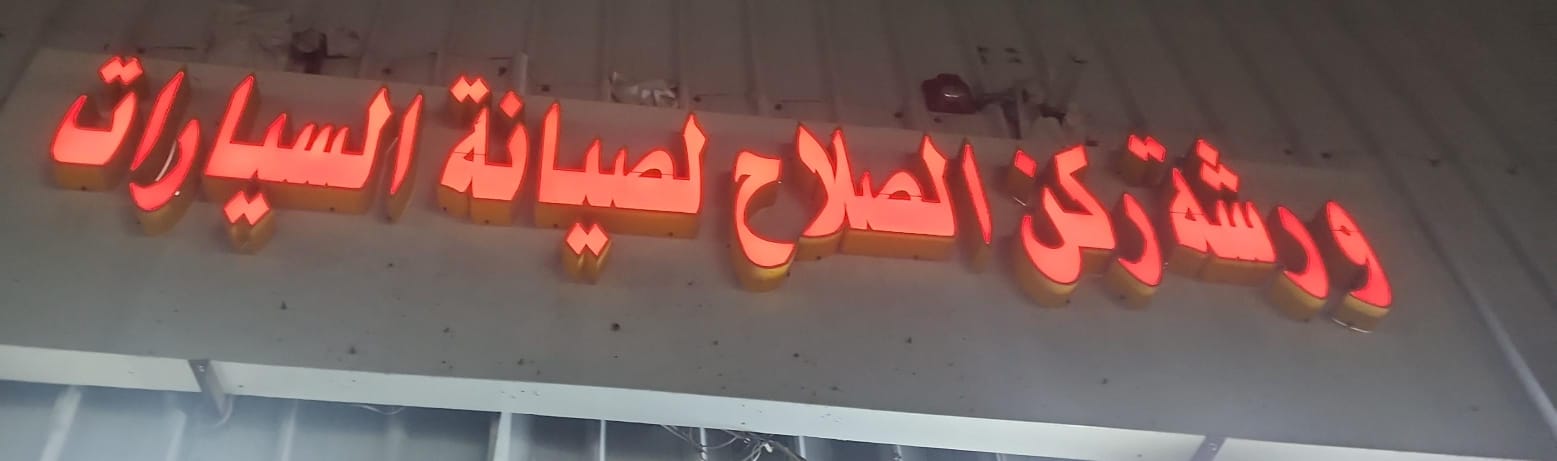 ورشة ركن الصلاح لصيانة السيارات